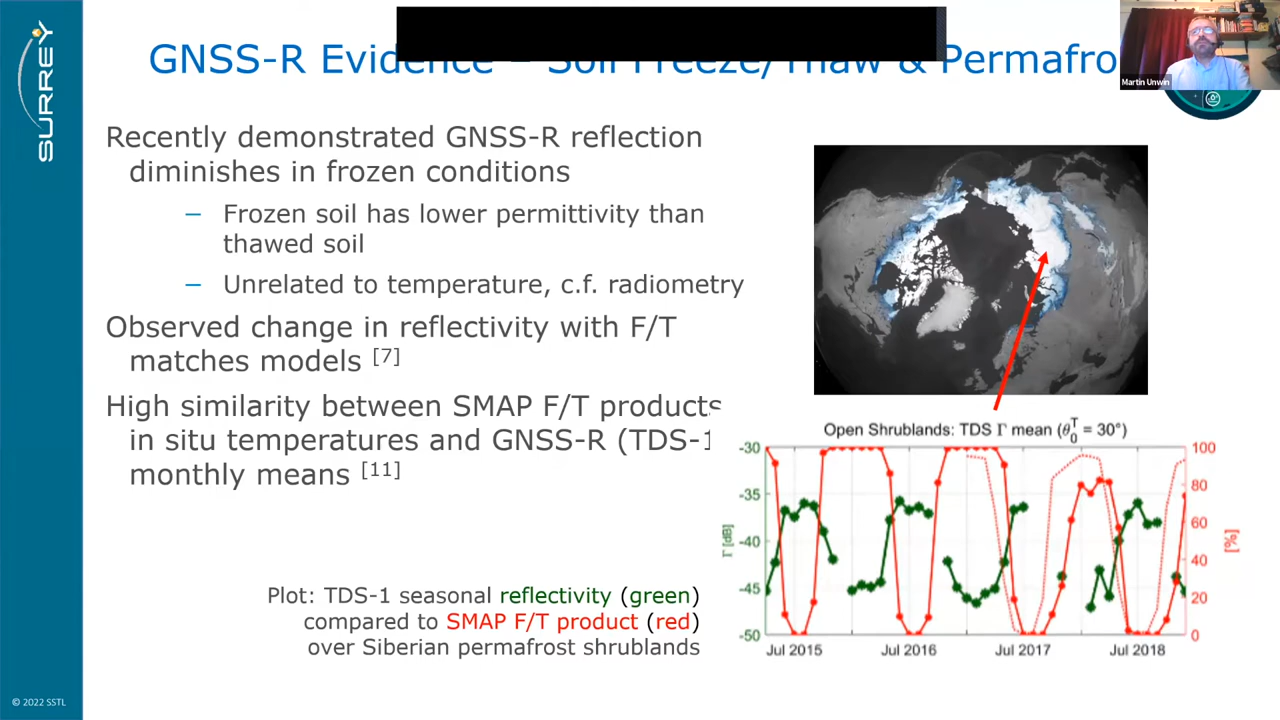 GNSS-R Evidence – Soil Freeze/Thaw & Permafro
Martin Unwin
SURREY
Recently demonstrated GNSS-R reflection
diminishes in frozen conditions
– Frozen soil has lower permittivity than
thawed soil
– Unrelated to temperature, c.f. radiometry
Observed change in reflectivity with F/T
matches models [7]
High similarity between SMAP F/T products
in situ temperatures and GNSS-R (TDS-1
monthly means [11]
Plot: TDS-1 seasonal reflectivity (green)
compared to SMAP F/T product (red)
over Siberian permafrost shrublands
Open Shrublands: TDS Γ mean (θ₀ᵀ = 30°)
-30
-35
-40
-45
-50
Γ [dB]
100
80
60
40
20
0
[%]
Jul 2015 Jul 2016 Jul 2017 Jul 2018
© 2022 SSTL